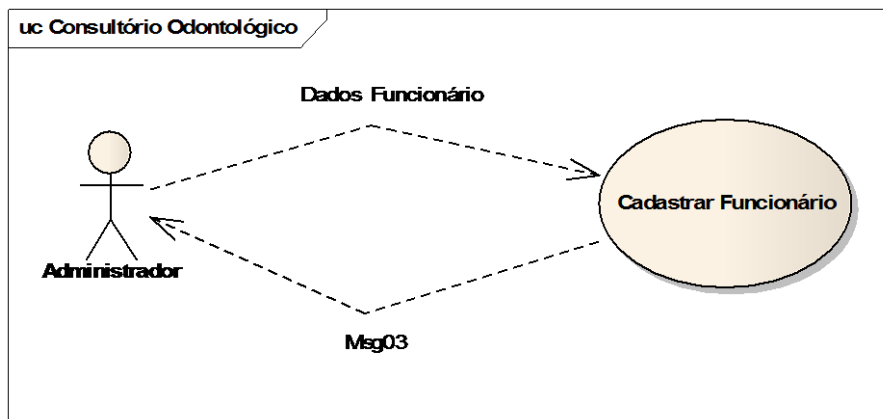 uc Consultório Odontológico
Dados Funcionário
Cadastrar Funcionário
Administrador
Msg03